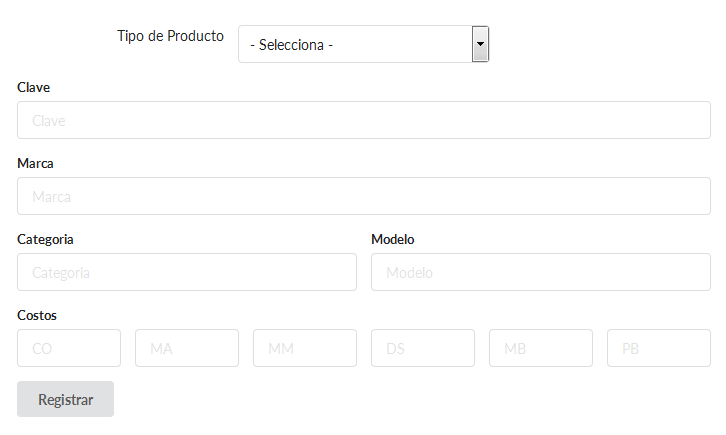 Tipo de Producto - Selecciona -
Clave
Clave
Marca
Marca
Categoria Modelo
Categoria Modelo
Costos
CO MA MM DS MB PB
Registrar